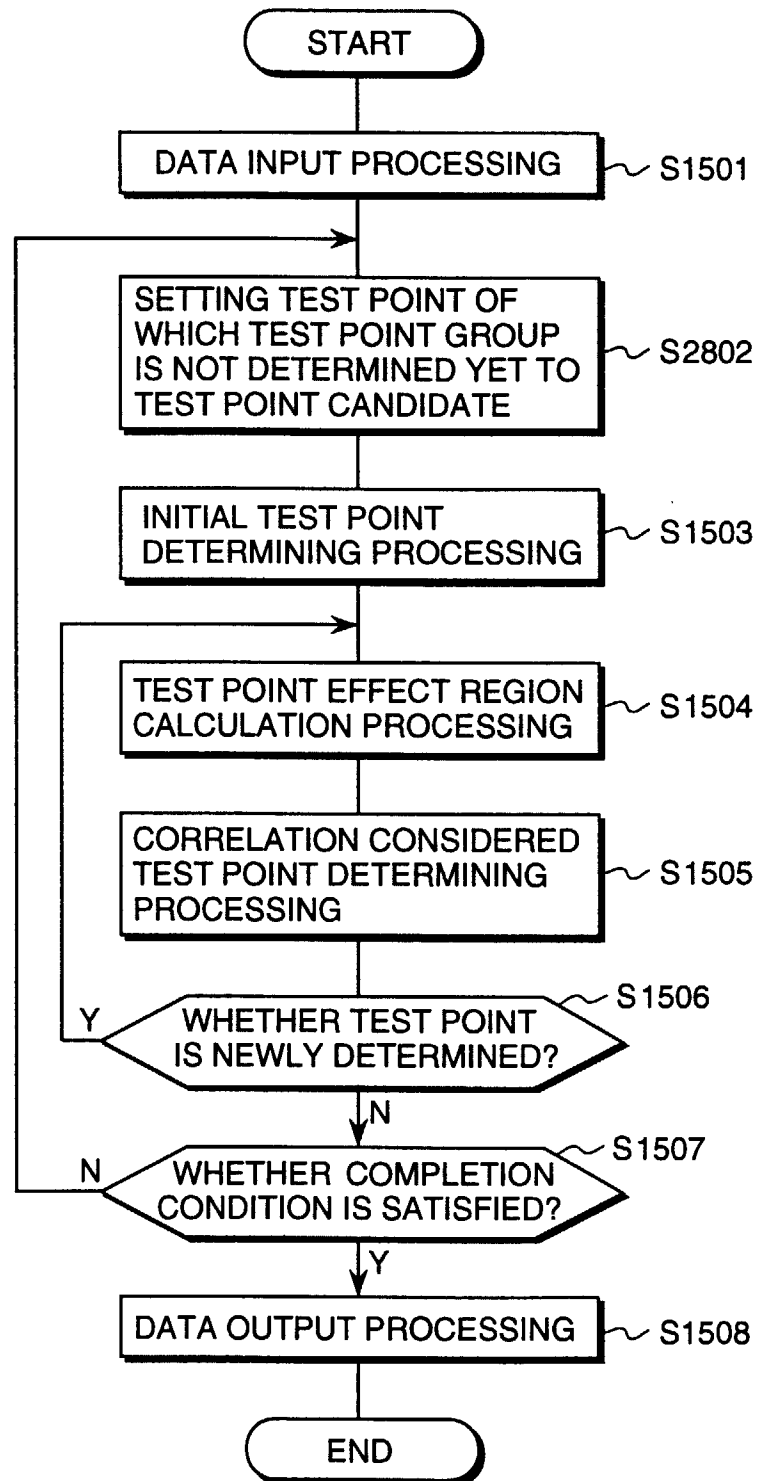 START
DATA INPUT PROCESSING
S1501
SETTING TEST POINT OF
WHICH TEST POINT GROUP
IS NOT DETERMINED YET TO
TEST POINT CANDIDATE
S2802
INITIAL TEST POINT
DETERMINING PROCESSING
S1503
TEST POINT EFFECT REGION
CALCULATION PROCESSING
S1504
CORRELATION CONSIDERED
TEST POINT DETERMINING
PROCESSING
S1505
S1506
Y
WHETHER TEST POINT
IS NEWLY DETERMINED?
N
S1507
N
WHETHER COMPLETION
CONDITION IS SATISFIED?
Y
DATA OUTPUT PROCESSING
S1508
END